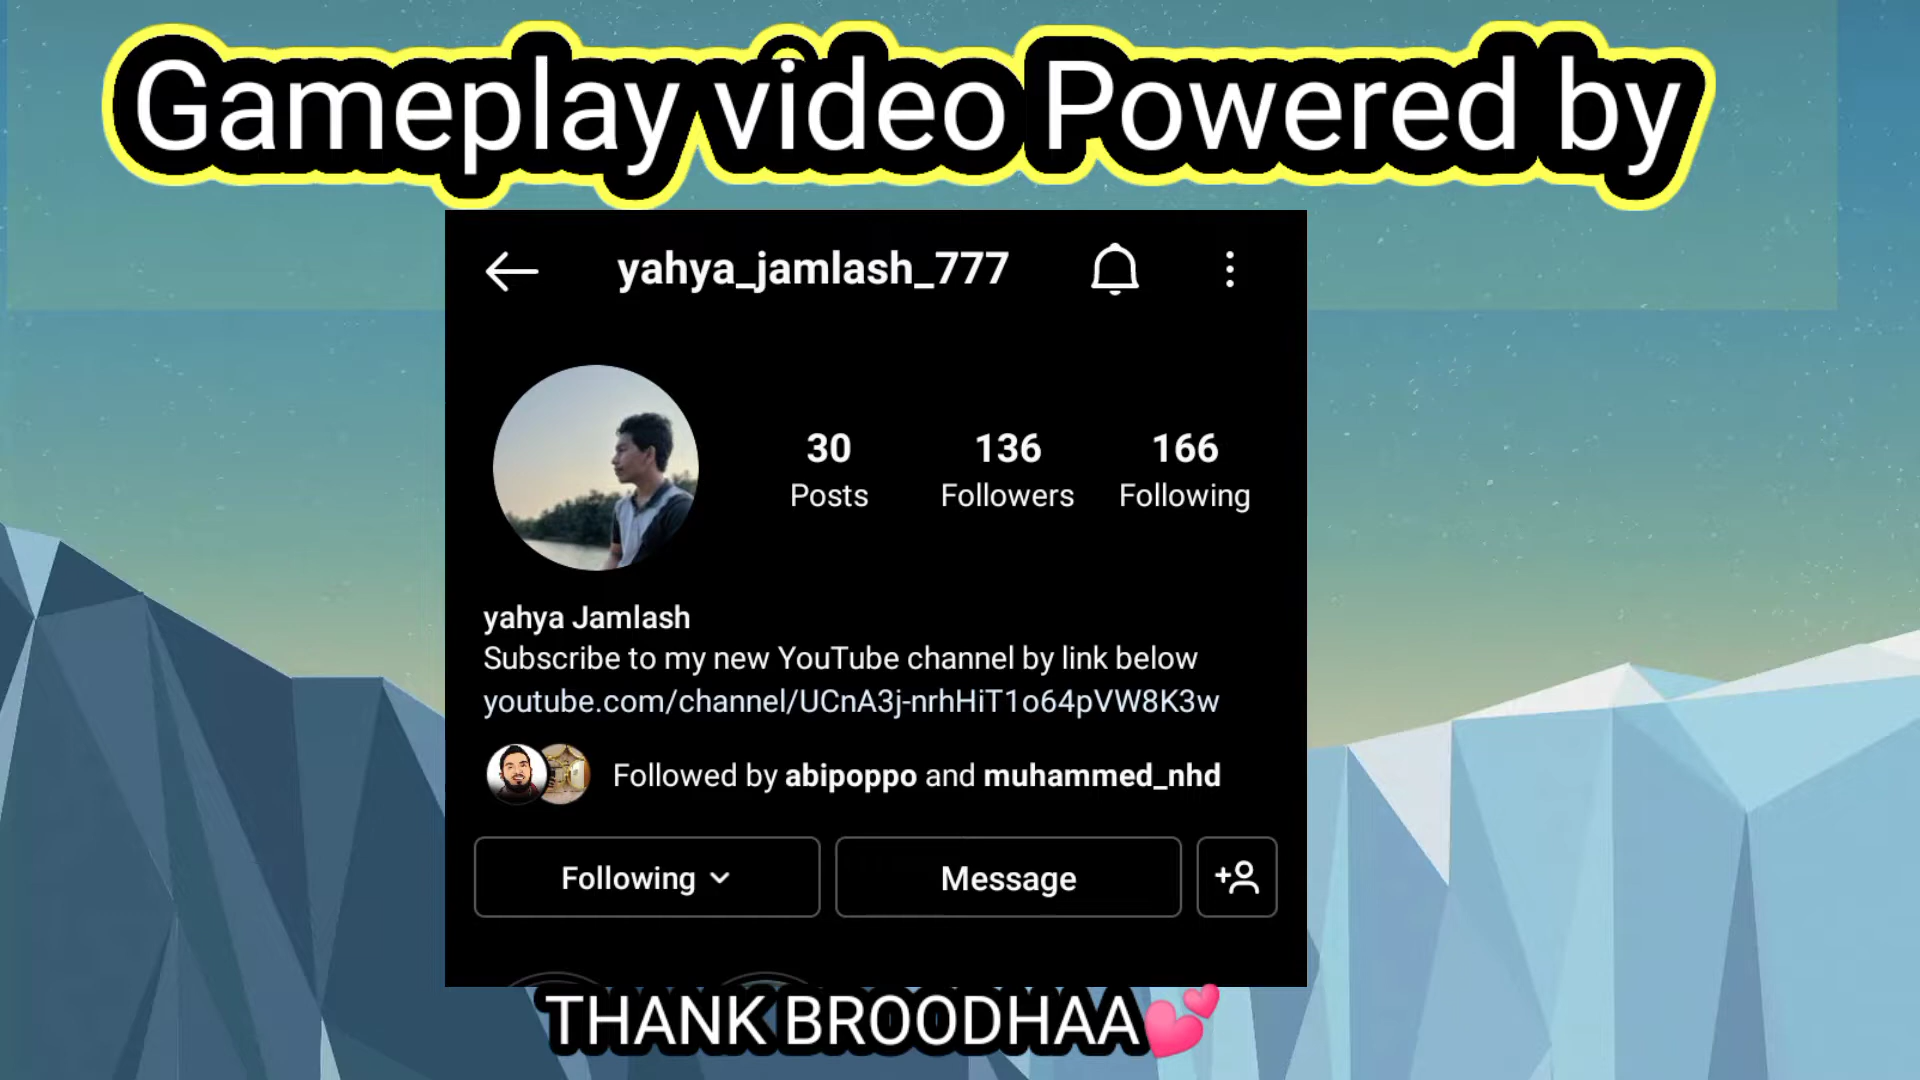 Gameplay video Powered by
yahya_jamlash_777
30 136 166
Posts Followers Following
yahya Jamlash
Subscribe to my new YouTube channel by link below
youtube.com/channel/UCnA3j-nrhHiT1o64pVW8K3w
Followed by abipoppo and muhammed_nhd
Following Message
THANK BROODHAA💕